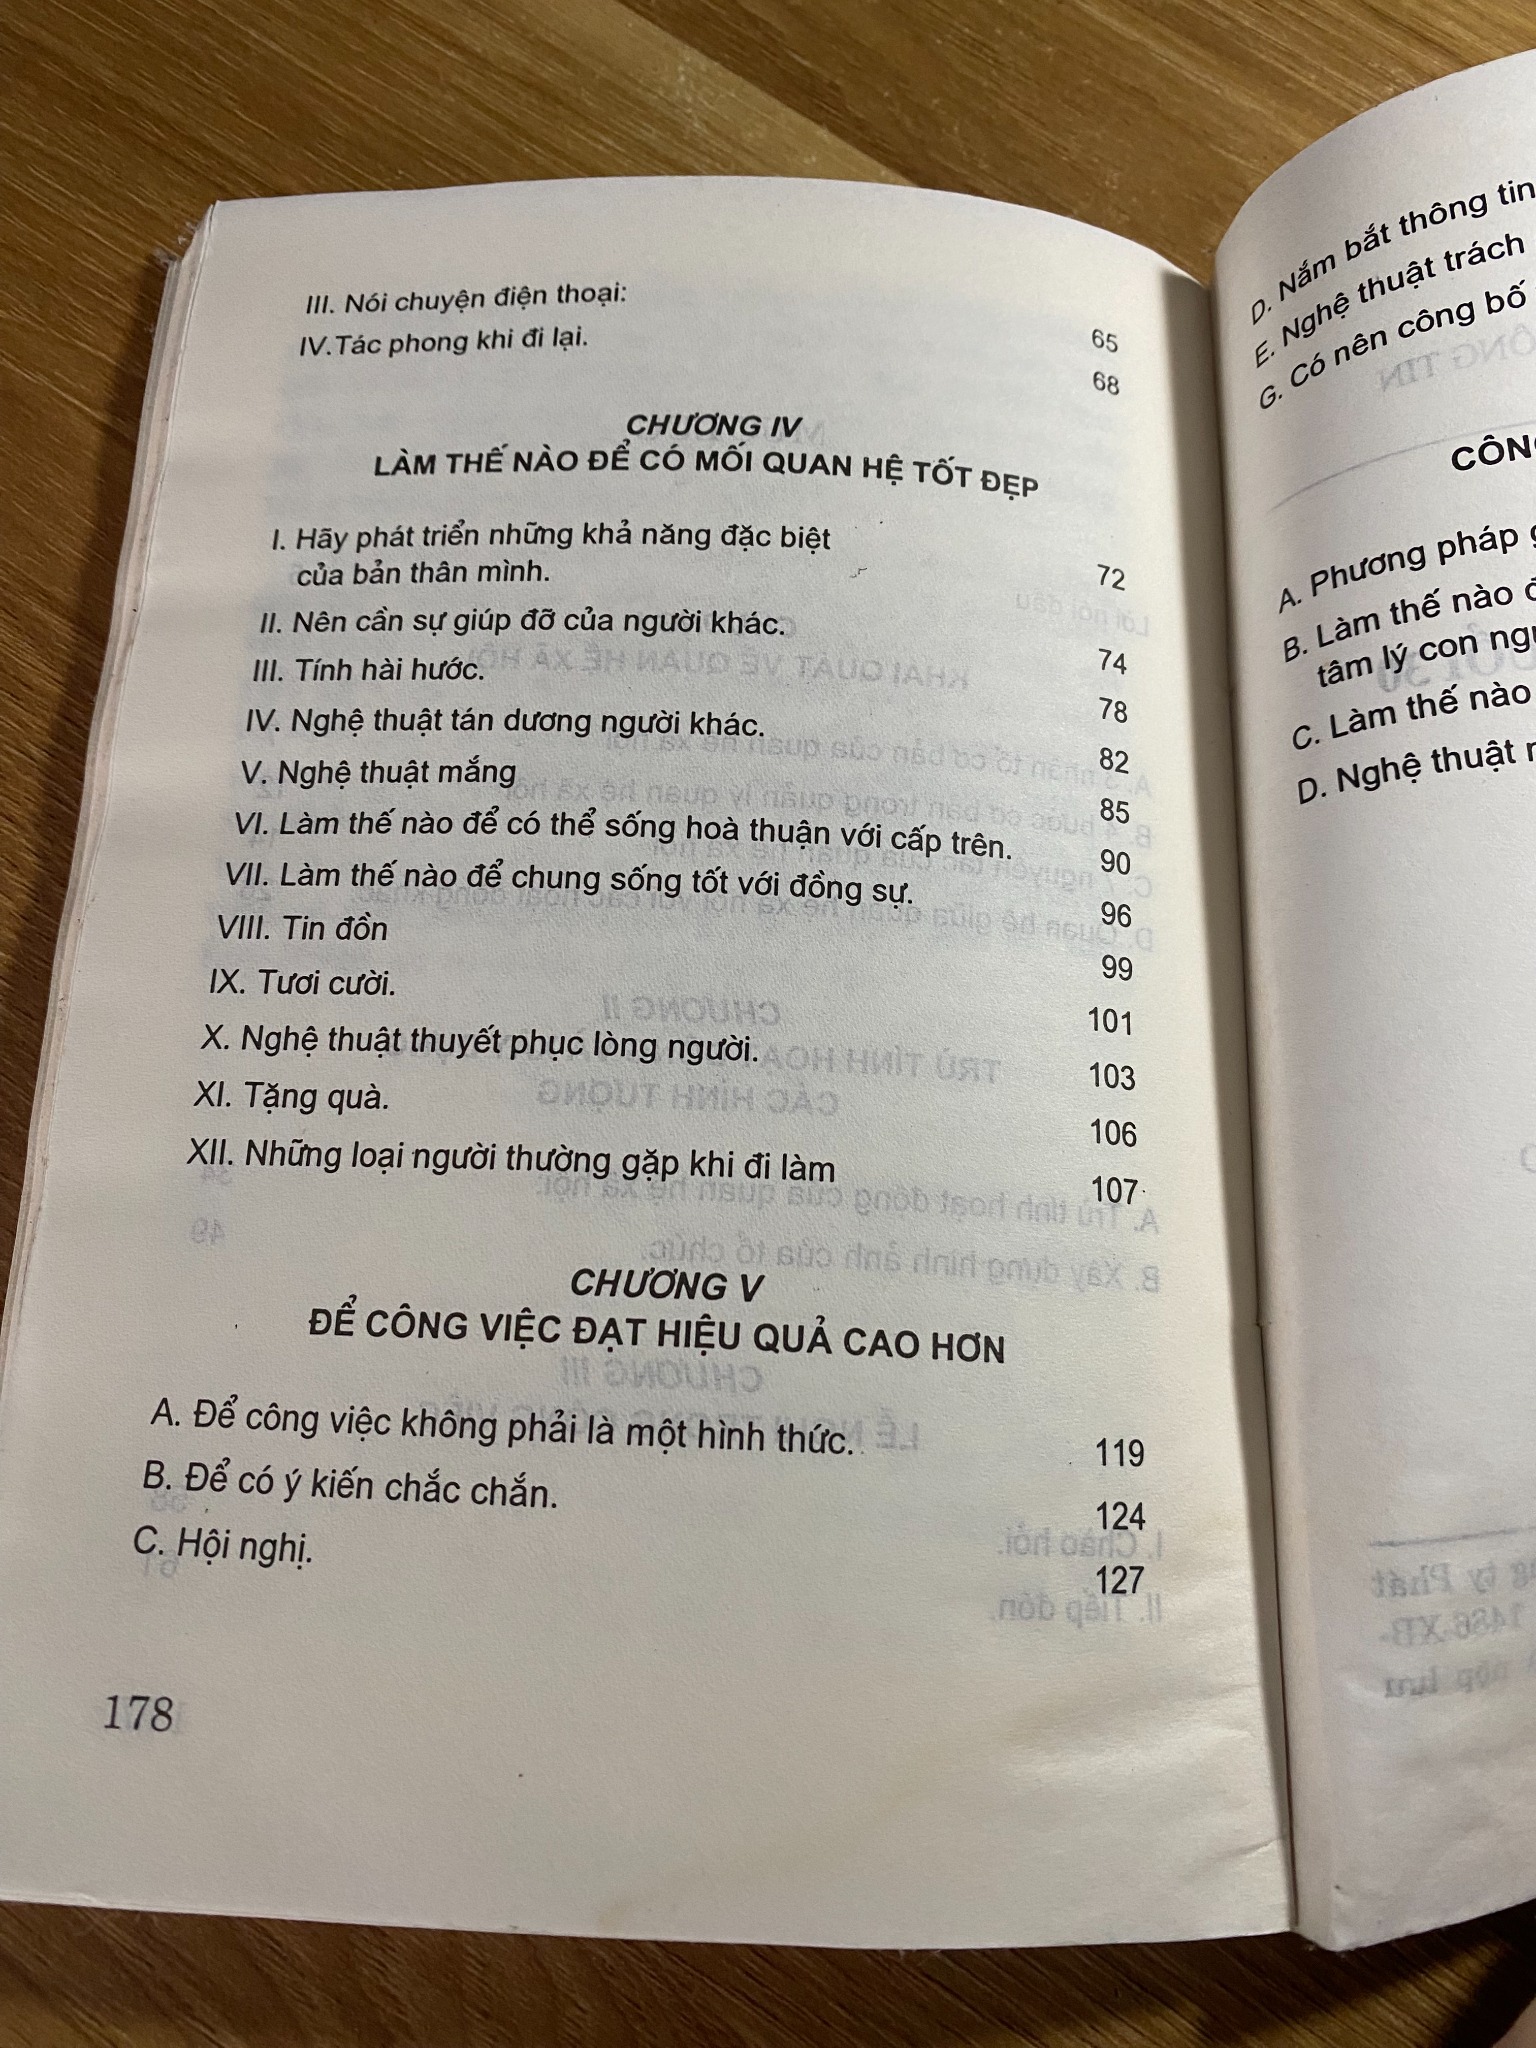 III. Nói chuyện điện thoại: 65
IV.Tác phong khi đi lại. 68
CHƯƠNG IV
LÀM THẾ NÀO ĐỂ CÓ MỐI QUAN HỆ TỐT ĐẸP
I. Hãy phát triển những khả năng đặc biệt
của bản thân mình. 72
II. Nên cần sự giúp đỡ của người khác. 74
III. Tính hài hước. 78
IV. Nghệ thuật tán dương người khác. 82
V. Nghệ thuật mắng 85
VI. Làm thế nào để có thể sống hoà thuận với cấp trên. 90
VII. Làm thế nào để chung sống tốt với đồng sự. 96
VIII. Tin đồn 99
IX. Tươi cười. 101
X. Nghệ thuật thuyết phục lòng người. 103
XI. Tặng quà. 106
XII. Những loại người thường gặp khi đi làm 107
CHƯƠNG V
ĐỂ CÔNG VIỆC ĐẠT HIỆU QUẢ CAO HƠN
A. Để công việc không phải là một hình thức. 119
B. Để có ý kiến chắc chắn. 124
C. Hội nghị. 127
178
D. Nắm bắt thông tin
E. Nghệ thuật trách
G. Có nên công bố
A. Phương pháp
B. Làm thế nào
tâm lý con
C. Làm thế nào
D. Nghệ thuật